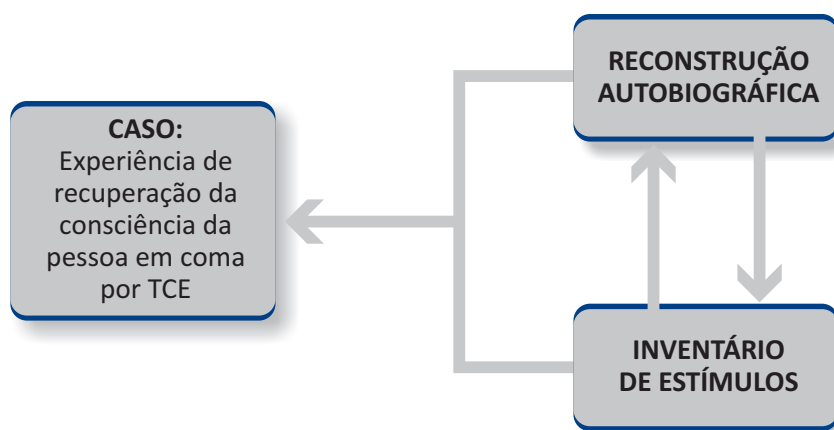 CASO:
Experiência de
recuperação da
consciência da
pessoa em coma
por TCE
RECONSTRUÇÃO
AUTOBIOGRÁFICA
INVENTÁRIO
DE ESTÍMULOS